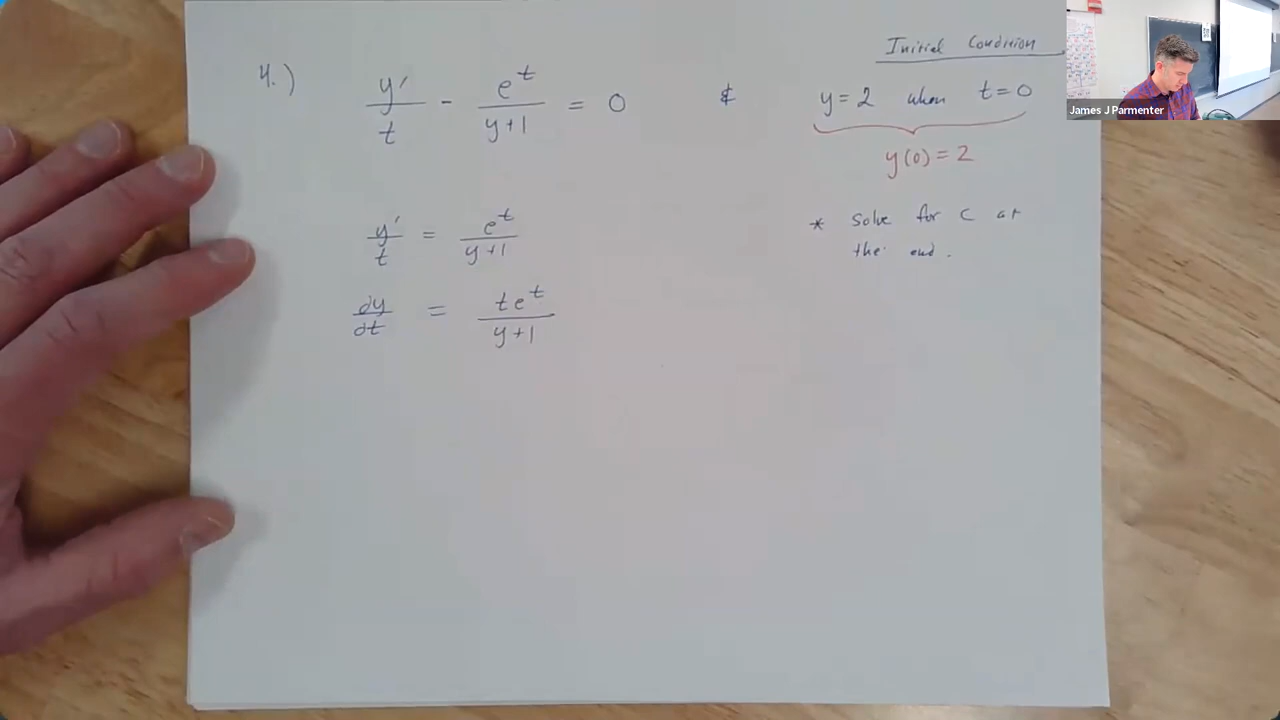 Initial Condition
4.) y'/t - e^t/(y+1) = 0 & y = 2 when t = 0
y(0) = 2
y'/t = e^t/(y+1)
* Solve for C at
the end.
dy/dt = te^t/(y+1)
James J Parmenter